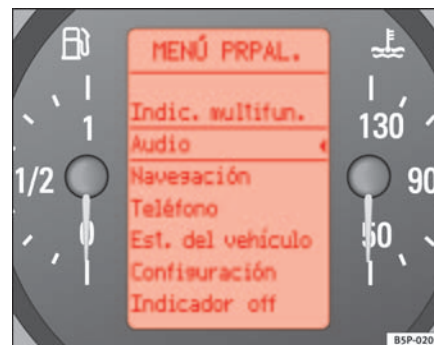 MENÚ PRPAL.
Indic. multifun.
Audio
Navegación
Teléfono
Est. del vehículo
Configuración
Indicador off
1
1/2
0
130
90
50
B5P-020